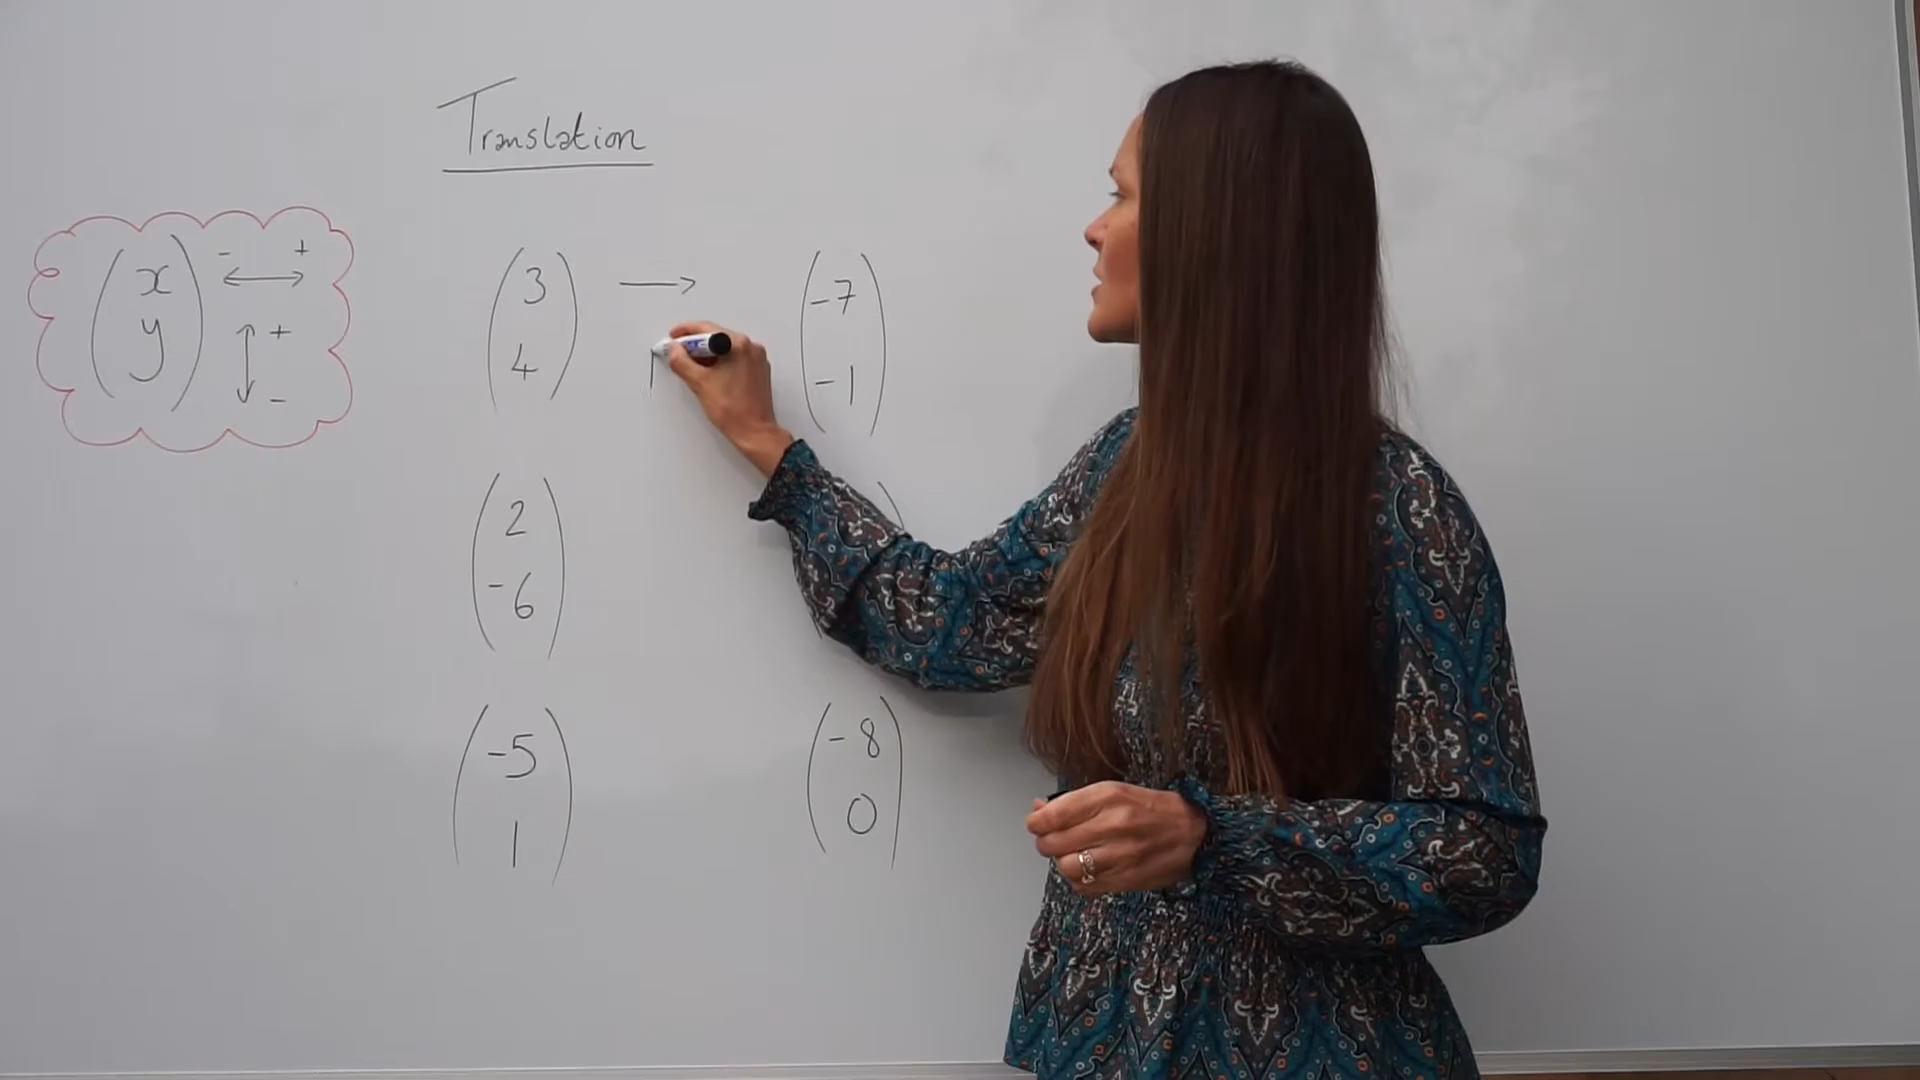 Translation
x - +
y + -
3 → -7
4 -1
2
-6
-5 -8
1 0